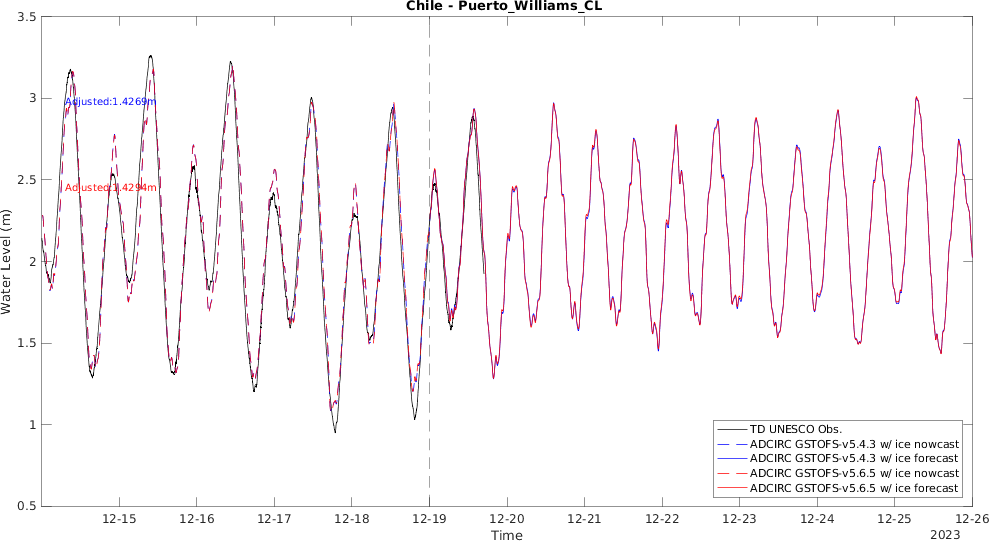 Chile - Puerto_Williams_CL
3.5
3
2.5
2
1.5
1
0.5
Water Level (m)
Adjusted:1.4269m
Adjusted:1.4294m
TD UNESCO Obs.
ADCIRC GSTOFS-v5.4.3 w/ ice nowcast
ADCIRC GSTOFS-v5.4.3 w/ ice forecast
ADCIRC GSTOFS-v5.6.5 w/ ice nowcast
ADCIRC GSTOFS-v5.6.5 w/ ice forecast
12-15 12-16 12-17 12-18 12-19 12-20 12-21 12-22 12-23 12-24 12-25 12-26
Time
2023